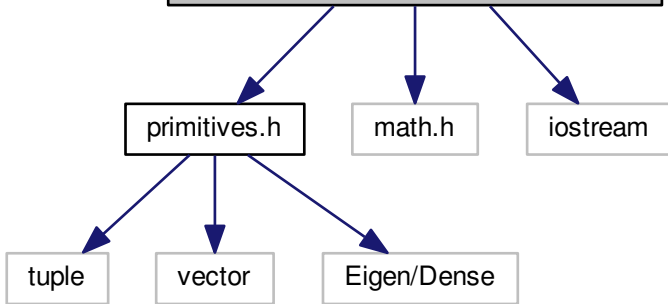 primitives.h
math.h
iostream
tuple
vector
Eigen/Dense